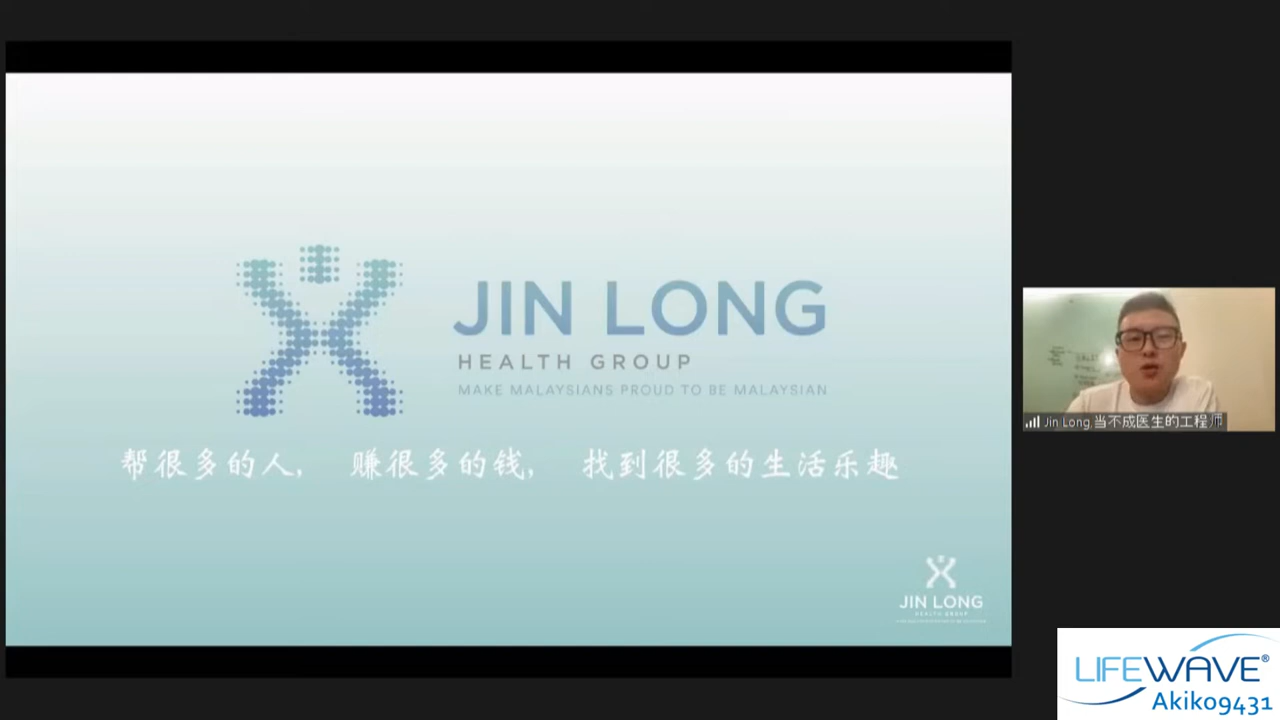 JIN LONG
HEALTH GROUP
MAKE MALAYSIANS PROUD TO BE MALAYSIAN
帮很多的人, 赚很多的钱, 找到很多的生活乐趣
JIN LONG
HEALTH GROUP
Jin Long 当不成医生的工程师
LIFEWAVE®
Akiko9431